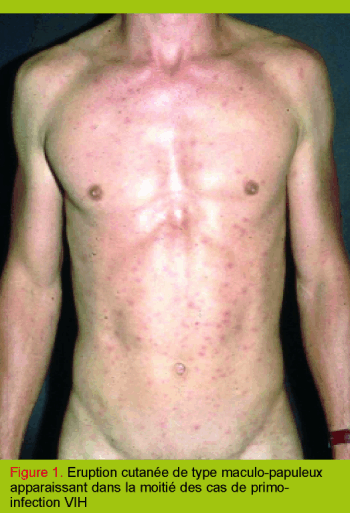 Figure 1. Eruption cutanée de type maculo-papuleux
apparaissant dans la moitié des cas de primo-
infection VIH